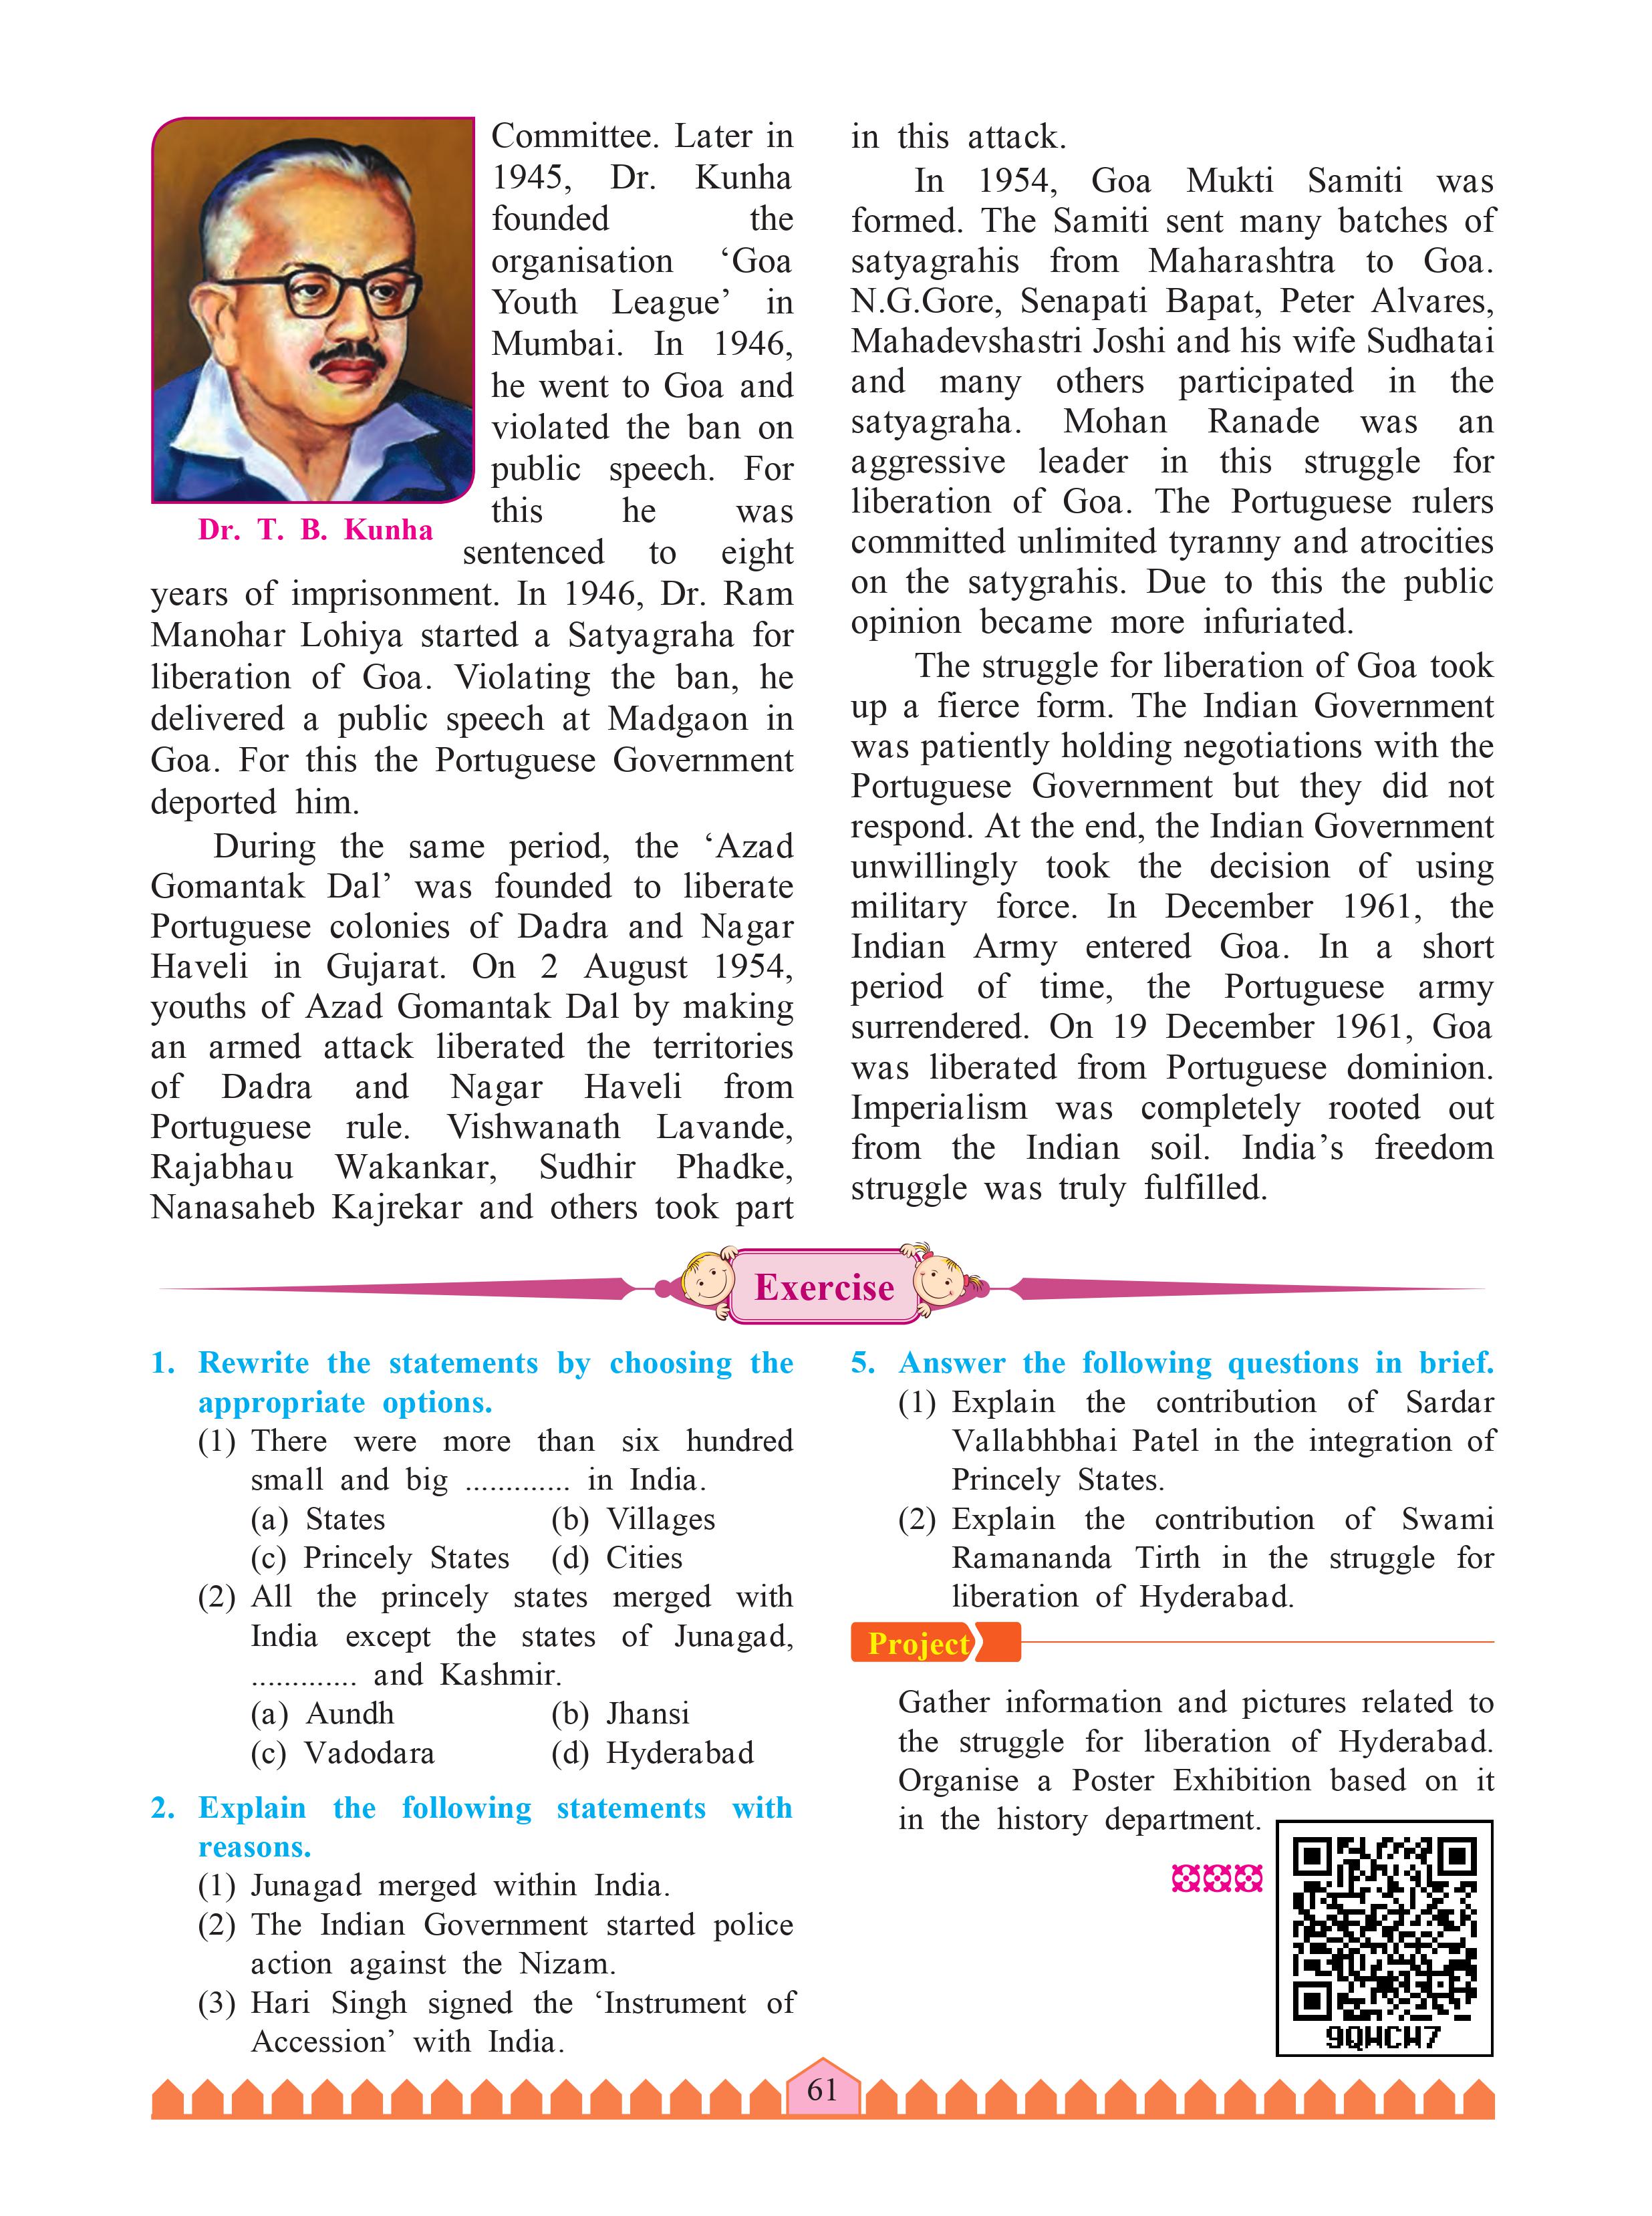 Committee. Later in
1945, Dr. Kunha
founded the
organisation ‘Goa
Youth League’ in
Mumbai. In 1946,
he went to Goa and
violated the ban on
public speech. For
this he was
Dr. T. B. Kunha
sentenced to eight
years of imprisonment. In 1946, Dr. Ram
Manohar Lohiya started a Satyagraha for
liberation of Goa. Violating the ban, he
delivered a public speech at Madgaon in
Goa. For this the Portuguese Government
deported him.
During the same period, the ‘Azad
Gomantak Dal’ was founded to liberate
Portuguese colonies of Dadra and Nagar
Haveli in Gujarat. On 2 August 1954,
youths of Azad Gomantak Dal by making
an armed attack liberated the territories
of Dadra and Nagar Haveli from
Portuguese rule. Vishwanath Lavande,
Rajabhau Wakankar, Sudhir Phadke,
Nanasaheb Kajrekar and others took part
in this attack.
In 1954, Goa Mukti Samiti was
formed. The Samiti sent many batches of
satyagrahis from Maharashtra to Goa.
N.G.Gore, Senapati Bapat, Peter Alvares,
Mahadevshastri Joshi and his wife Sudhatai
and many others participated in the
satyagraha. Mohan Ranade was an
aggressive leader in this struggle for
liberation of Goa. The Portuguese rulers
committed unlimited tyranny and atrocities
on the satygrahis. Due to this the public
opinion became more infuriated.
The struggle for liberation of Goa took
up a fierce form. The Indian Government
was patiently holding negotiations with the
Portuguese Government but they did not
respond. At the end, the Indian Government
unwillingly took the decision of using
military force. In December 1961, the
Indian Army entered Goa. In a short
period of time, the Portuguese army
surrendered. On 19 December 1961, Goa
was liberated from Portuguese dominion.
Imperialism was completely rooted out
from the Indian soil. India’s freedom
struggle was truly fulfilled.
Exercise
1. Rewrite the statements by choosing the
appropriate options.
(1) There were more than six hundred
small and big ............. in India.
(a) States (b) Villages
(c) Princely States (d) Cities
(2) All the princely states merged with
India except the states of Junagad,
............. and Kashmir.
(a) Aundh (b) Jhansi
(c) Vadodara (d) Hyderabad
2. Explain the following statements with
reasons.
(1) Junagad merged within India.
(2) The Indian Government started police
action against the Nizam.
(3) Hari Singh signed the ‘Instrument of
Accession’ with India.
5. Answer the following questions in brief.
(1) Explain the contribution of Sardar
Vallabhbhai Patel in the integration of
Princely States.
(2) Explain the contribution of Swami
Ramananda Tirth in the struggle for
liberation of Hyderabad.
Project
Gather information and pictures related to
the struggle for liberation of Hyderabad.
Organise a Poster Exhibition based on it
in the history department.
9QWCW7
61